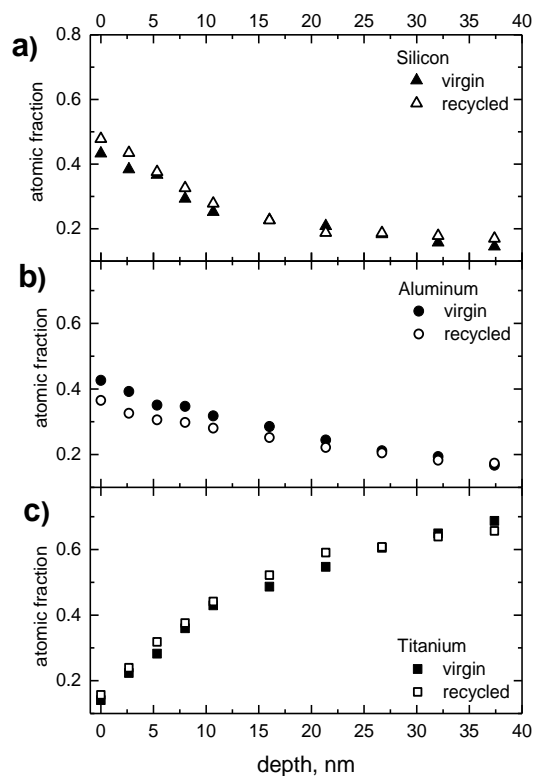 0 5 10 15 20 25 30 35 40
a)
0.8
0.6
0.4
0.2
atomic fraction
Silicon
virgin
recycled
b)
0.6
0.4
0.2
atomic fraction
Aluminum
virgin
recycled
c)
0.6
0.4
0.2
atomic fraction
Titanium
virgin
recycled
0 5 10 15 20 25 30 35 40
depth, nm